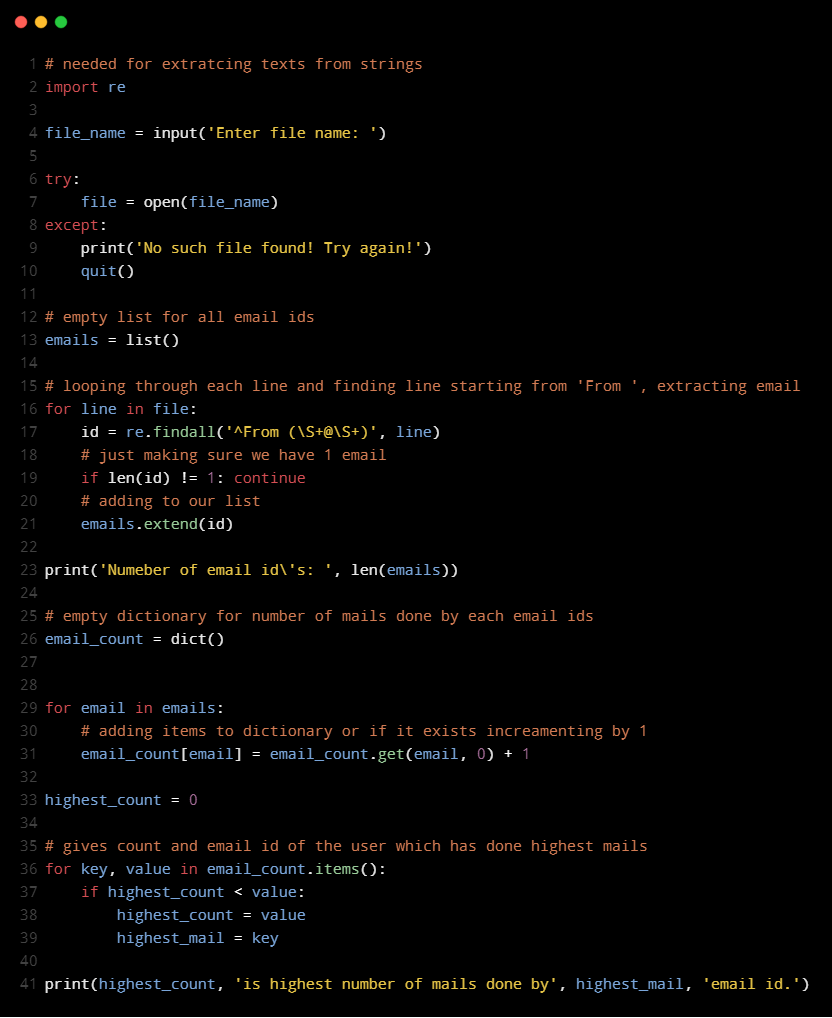 1 # needed for extratcing texts from strings
2 import re
3
4 file_name = input('Enter file name: ')
5
6 try:
7     file = open(file_name)
8 except:
9     print('No such file found! Try again!')
10     quit()
11
12 # empty list for all email ids
13 emails = list()
14
15 # looping through each line and finding line starting from 'From ', extracting email
16 for line in file:
17     id = re.findall('^From (\S+@\S+)', line)
18     # just making sure we have 1 email
19     if len(id) != 1: continue
20     # adding to our list
21     emails.extend(id)
22
23 print('Numeber of email id\'s: ', len(emails))
24
25 # empty dictionary for number of mails done by each email ids
26 email_count = dict()
27
28
29 for email in emails:
30     # adding items to dictionary or if it exists increamenting by 1
31     email_count[email] = email_count.get(email, 0) + 1
32
33 highest_count = 0
34
35 # gives count and email id of the user which has done highest mails
36 for key, value in email_count.items():
37     if highest_count < value:
38         highest_count = value
39         highest_mail = key
40
41 print(highest_count, 'is highest number of mails done by', highest_mail, 'email id.')